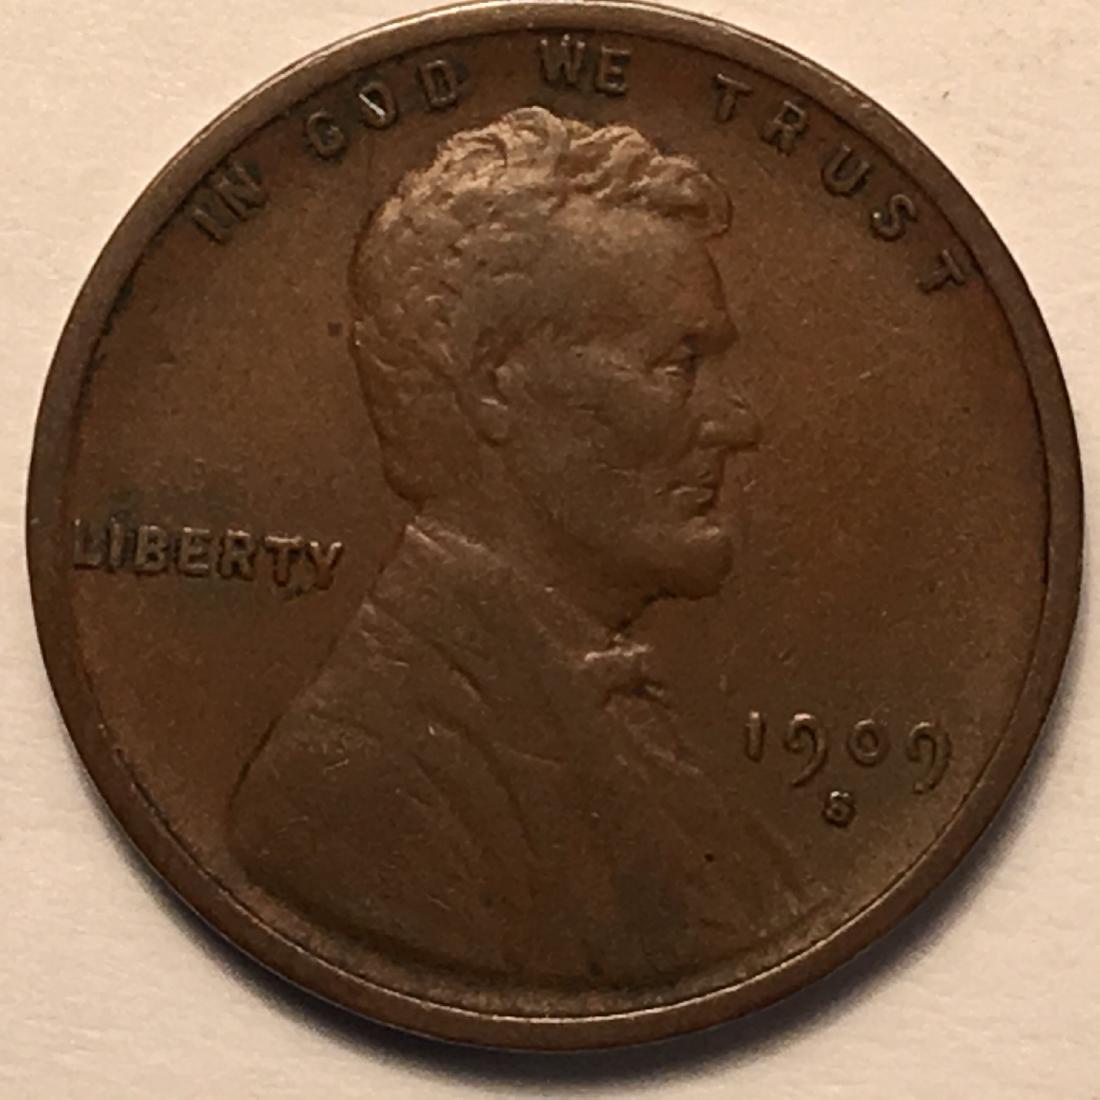 IN GOD WE TRUST
LIBERTY
1909
S